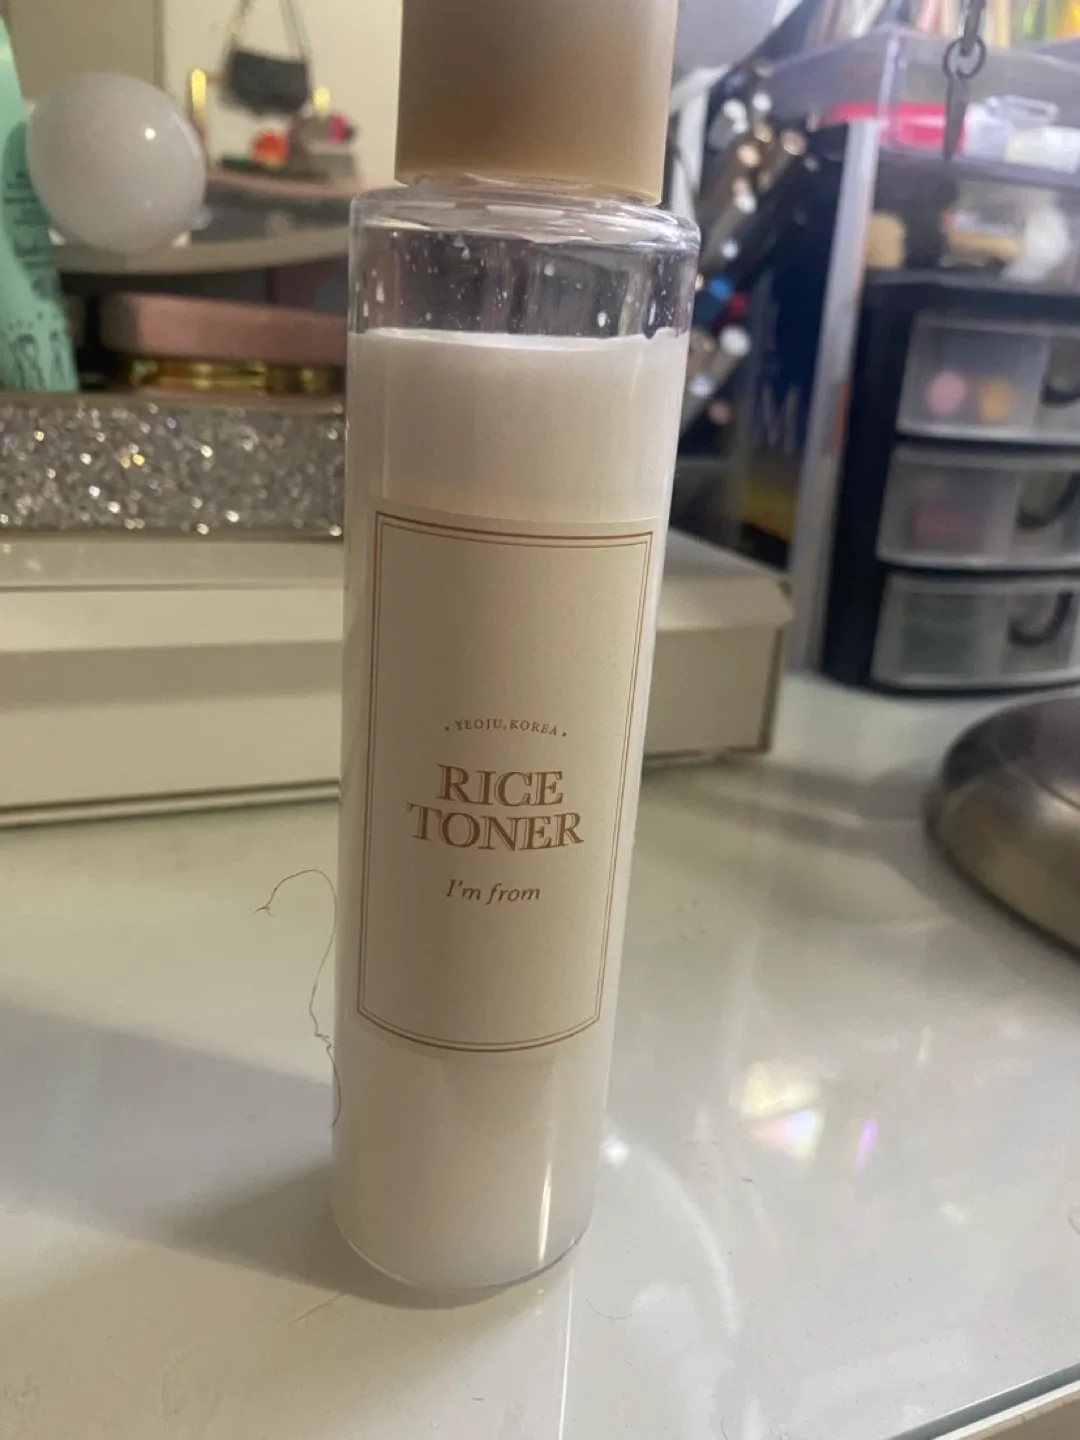 • YEOJU, KOREA •
RICE
TONER
I'm from